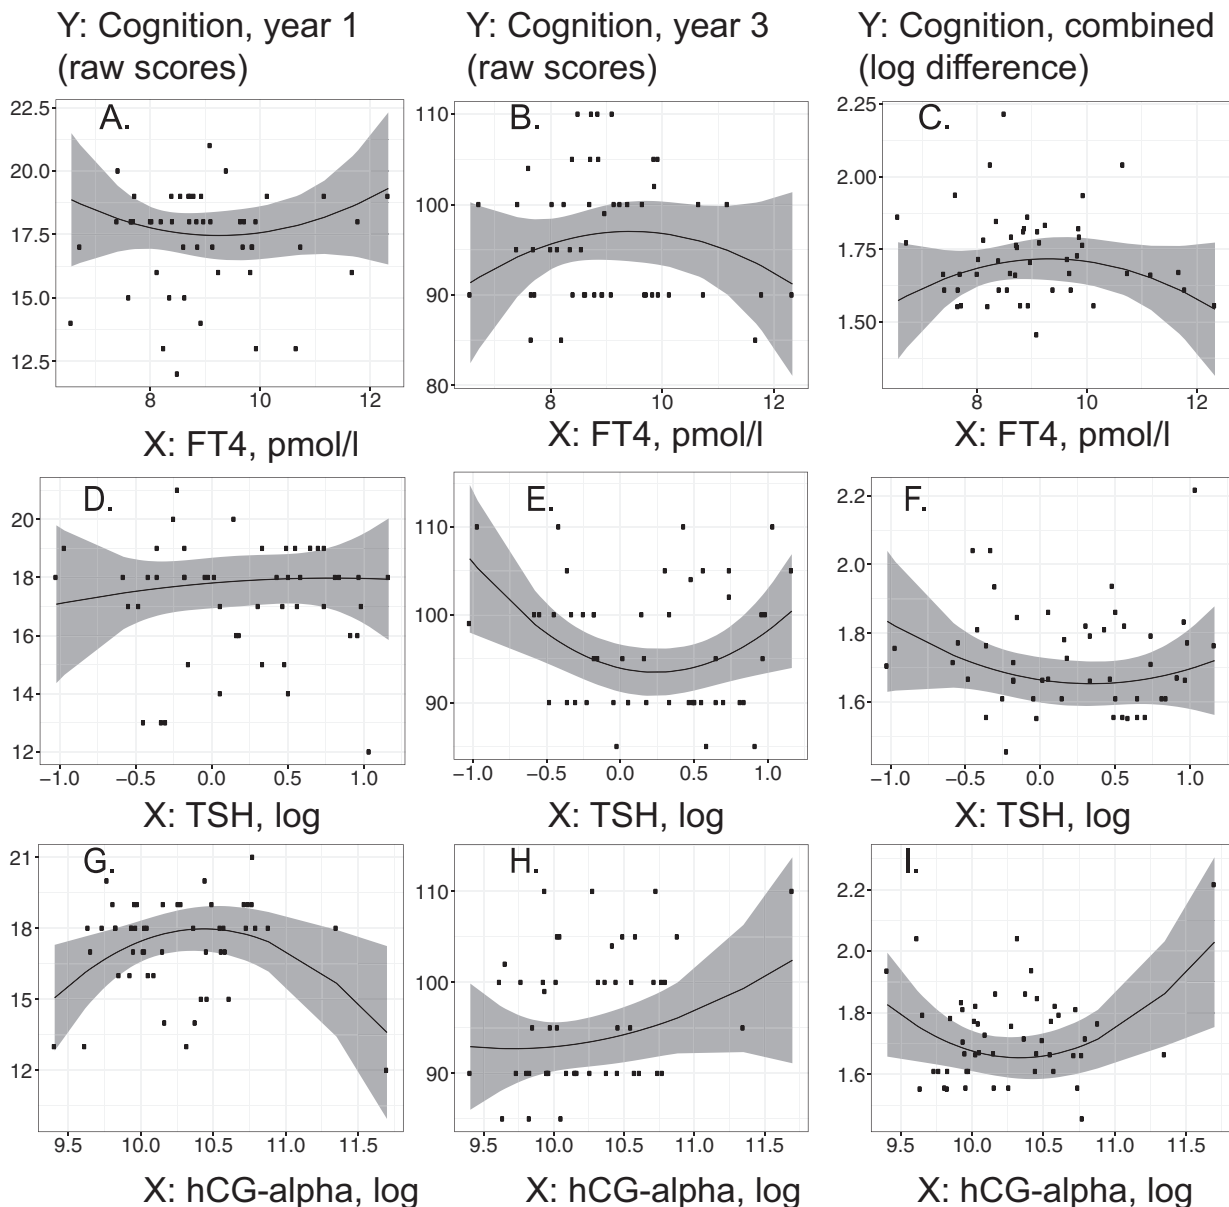 Y: Cognition, year 1
(raw scores)
Y: Cognition, year 3
(raw scores)
Y: Cognition, combined
(log difference)
A.
22.5
20.0
17.5
15.0
12.5
8 10 12
X: FT4, pmol/l
B.
110
100
90
80
8 10 12
X: FT4, pmol/l
C.
2.25
2.00
1.75
1.50
8 10 12
X: FT4, pmol/l
D.
20
18
16
14
12
−1.0 −0.5 0.0 0.5 1.0
X: TSH, log
E.
110
100
90
−1.0 −0.5 0.0 0.5 1.0
X: TSH, log
F.
2.2
2.0
1.8
1.6
−1.0 −0.5 0.0 0.5 1.0
X: TSH, log
G.
21
18
15
12
9.5 10.0 10.5 11.0 11.5
X: hCG-alpha, log
H.
110
100
90
9.5 10.0 10.5 11.0 11.5
X: hCG-alpha, log
I.
2.2
2.0
1.8
1.6
9.5 10.0 10.5 11.0 11.5
X: hCG-alpha, log